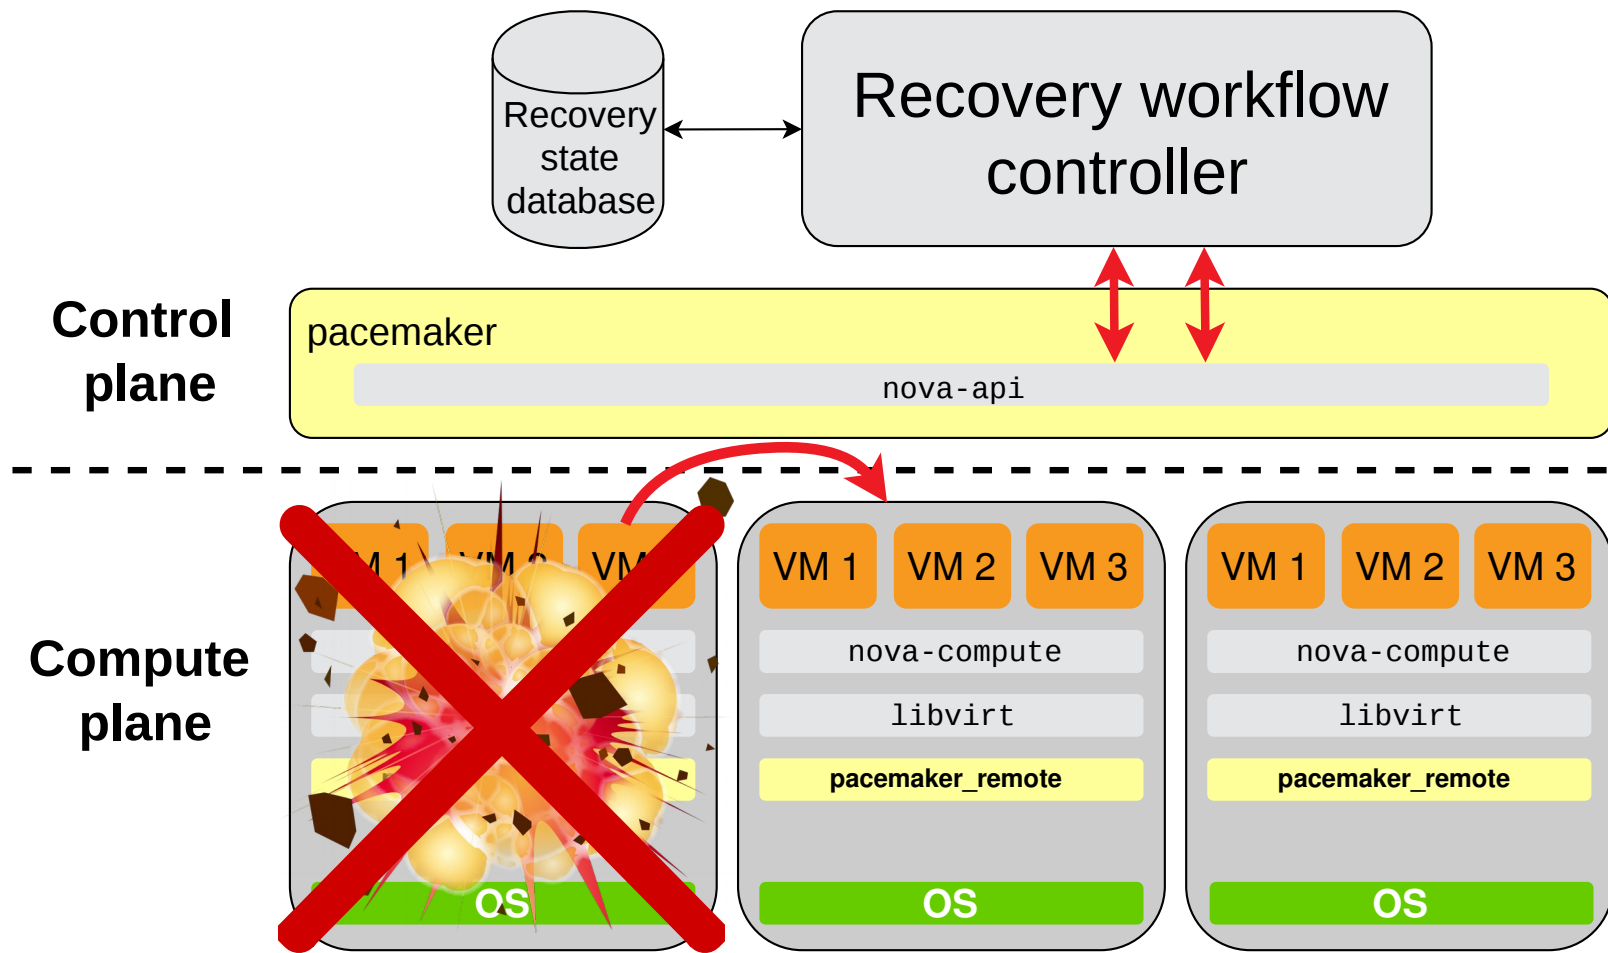 Recovery
state
database
Recovery workflow
controller
Control
plane
pacemaker
nova-api
Compute
plane
VM
OS
VM 1 VM 2 VM 3
nova-compute
libvirt
pacemaker_remote
OS
VM 1 VM 2 VM 3
nova-compute
libvirt
pacemaker_remote
OS